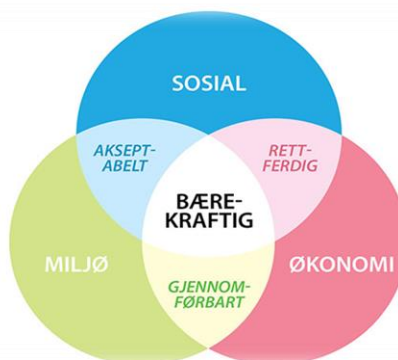 SOSIAL
AKSEPT-
ABELT
RETT-
FERDIG
BÆRE-
KRAFTIG
MILJØ
ØKONOMI
GJENNOM-
FØRBART